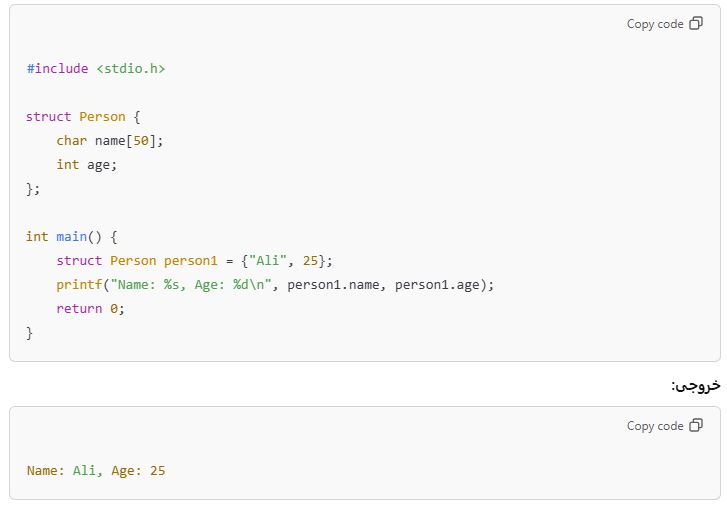 Copy code
#include <stdio.h>
struct Person {
    char name[50];
    int age;
};
int main() {
    struct Person person1 = {"Ali", 25};
    printf("Name: %s, Age: %d\n", person1.name, person1.age);
    return 0;
}
خروجی:
Copy code
Name: Ali, Age: 25